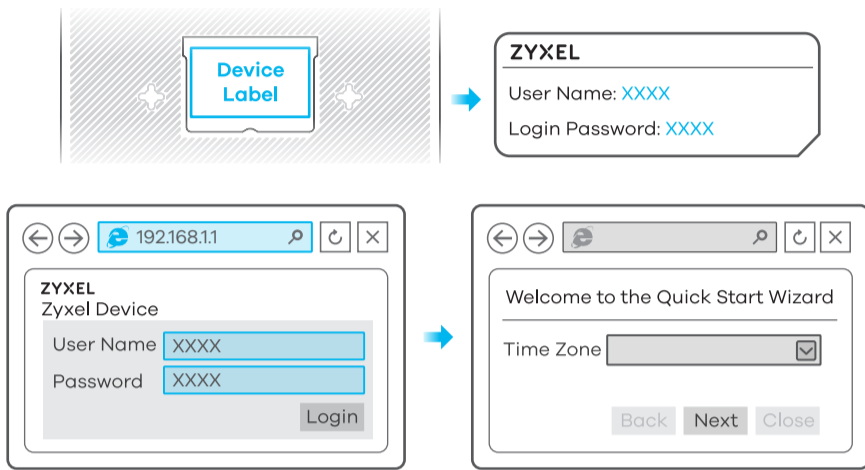 Device
Label
ZYXEL
User Name: XXXX
Login Password: XXXX
192.168.1.1
ZYXEL
Zyxel Device
User Name XXXX
Password XXXX
Login
Welcome to the Quick Start Wizard
Time Zone
Back Next Close